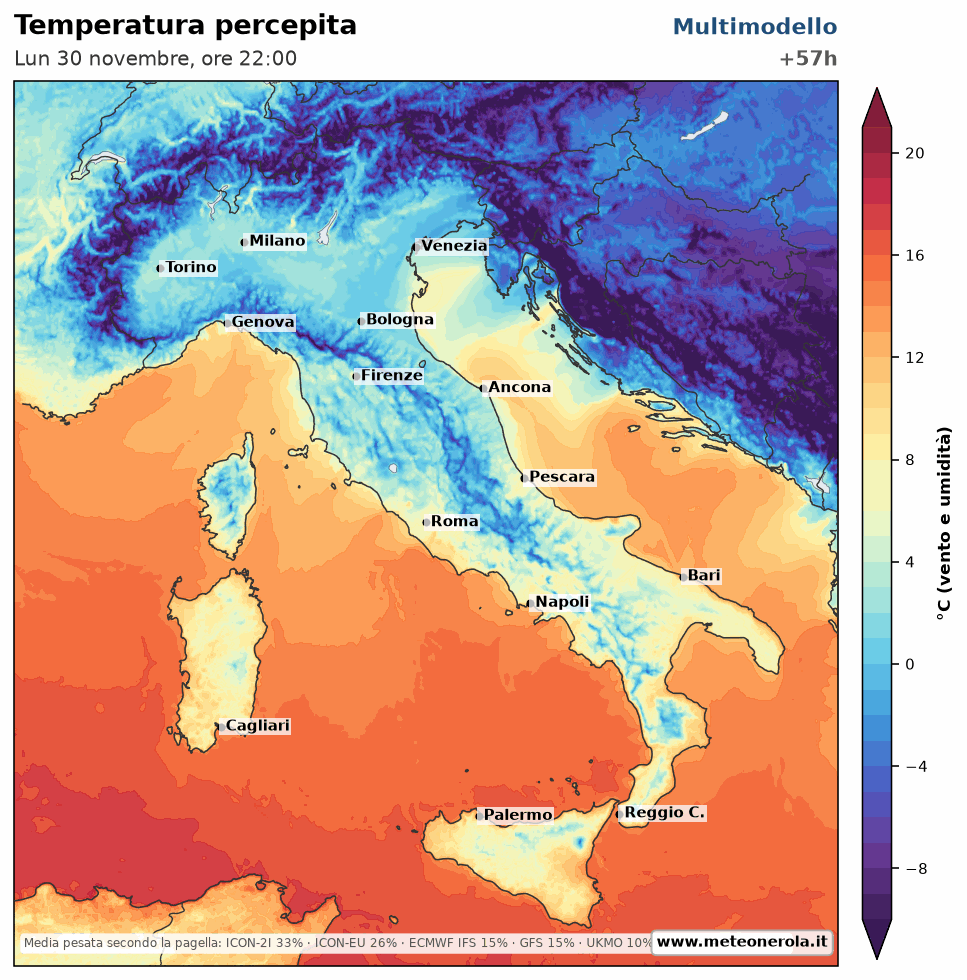 Temperatura percepita
Multimodello
Lun 30 novembre, ore 22:00
+57h
Milano
Venezia
Torino
Genova
Bologna
Firenze
Ancona
Pescara
Roma
Bari
Napoli
Cagliari
Palermo
Reggio C.
20
16
12
8
4
0
−4
−8
°C (vento e umidità)
Media pesata secondo la pagella: ICON-2I 33% · ICON-EU 26% · ECMWF IFS 15% · GFS 15% · UKMO 10%
www.meteonerola.it